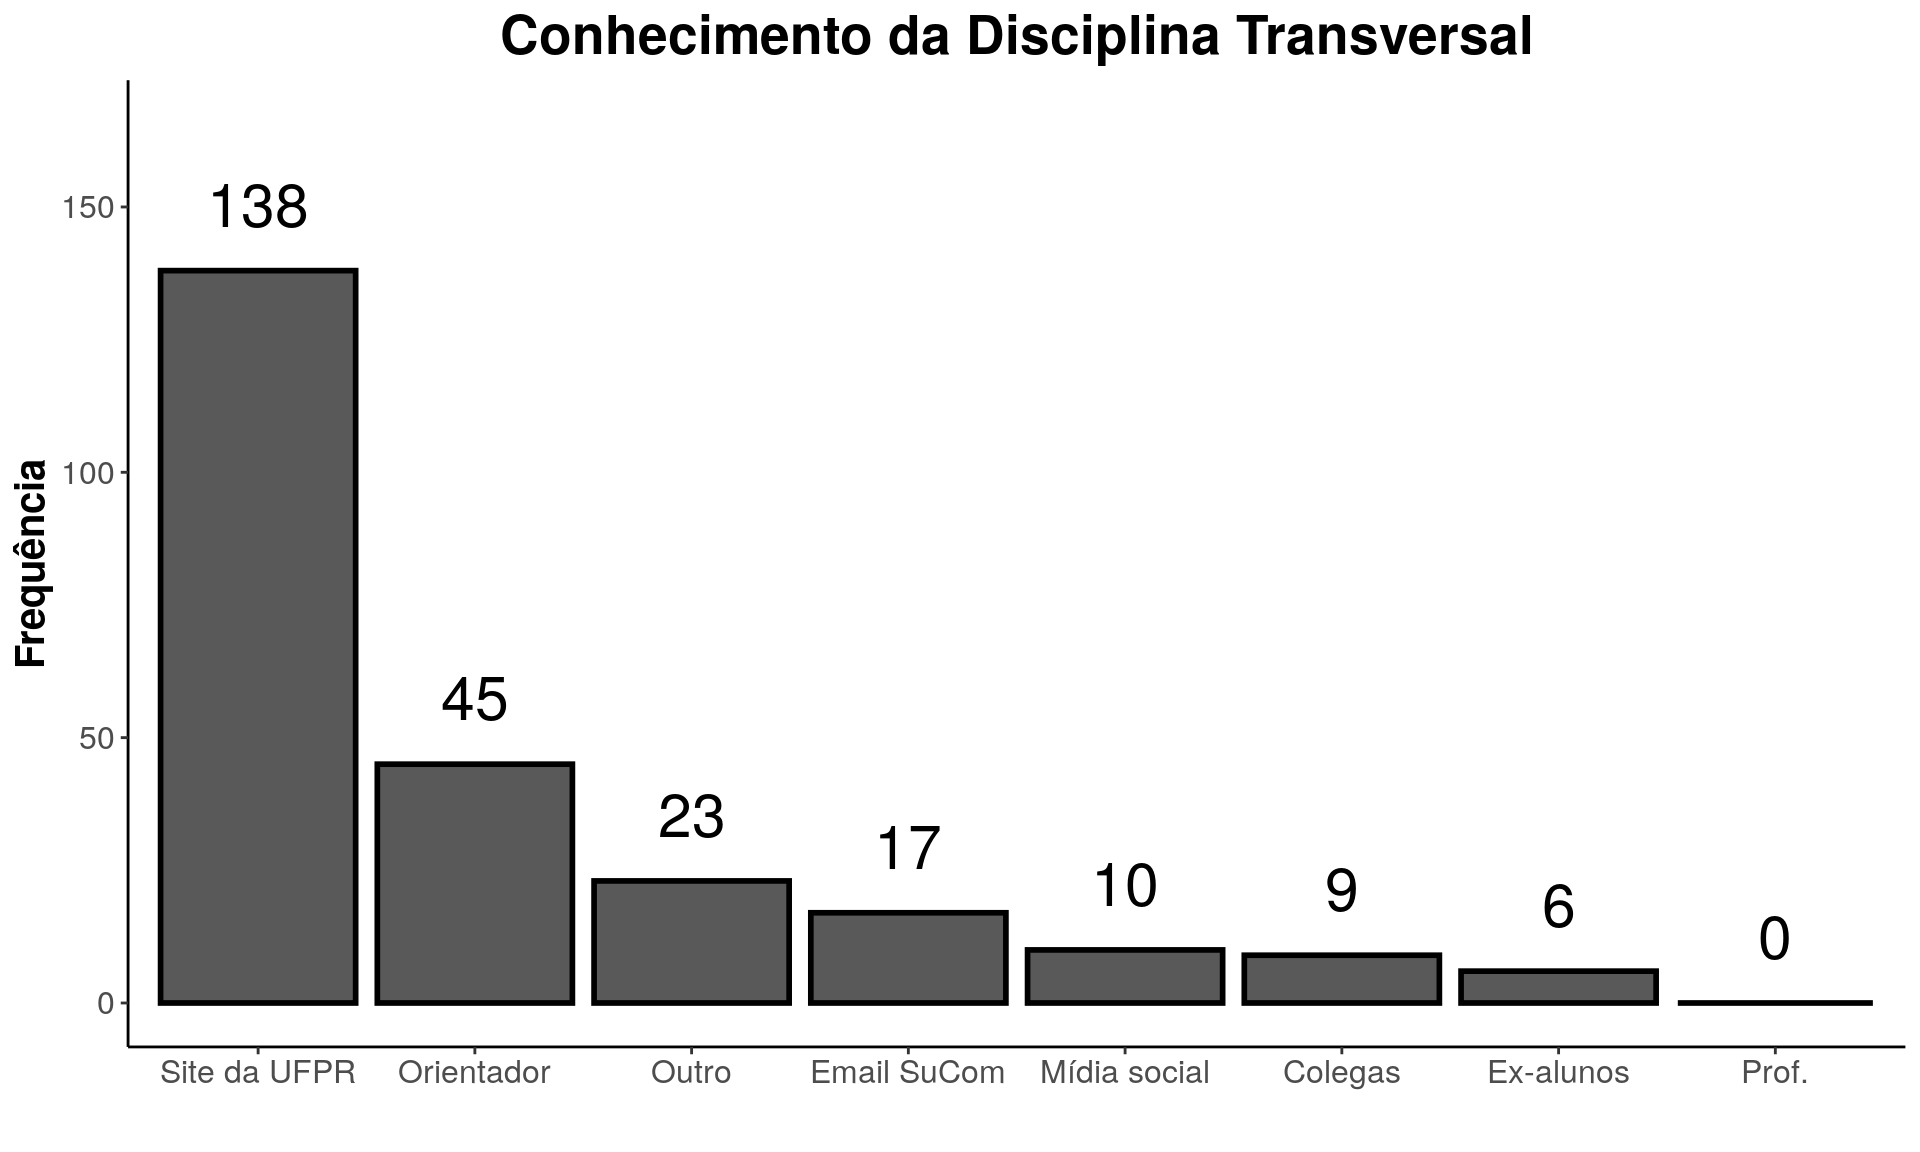 Conhecimento da Disciplina Transversal
Frequência
150
100
50
0
138
45
23
17
10
9
6
0
Site da UFPR
Orientador
Outro
Email SuCom
Mídia social
Colegas
Ex-alunos
Prof.